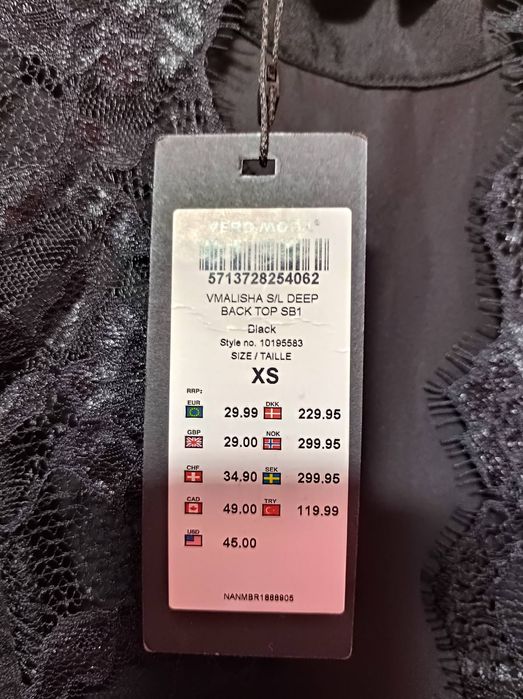 VERO MODA®
5713728254062
VMALISHA S/L DEEP
BACK TOP SB1
Black
Style no. 10195583
SIZE / TAILLE
XS
RRP:
EUR 29.99 DKK 229.95
GBP 29.00 NOK 299.95
CHF 34.90 SEK 299.95
CAD 49.00 TRY 119.99
USD 45.00
NANMBR1888905